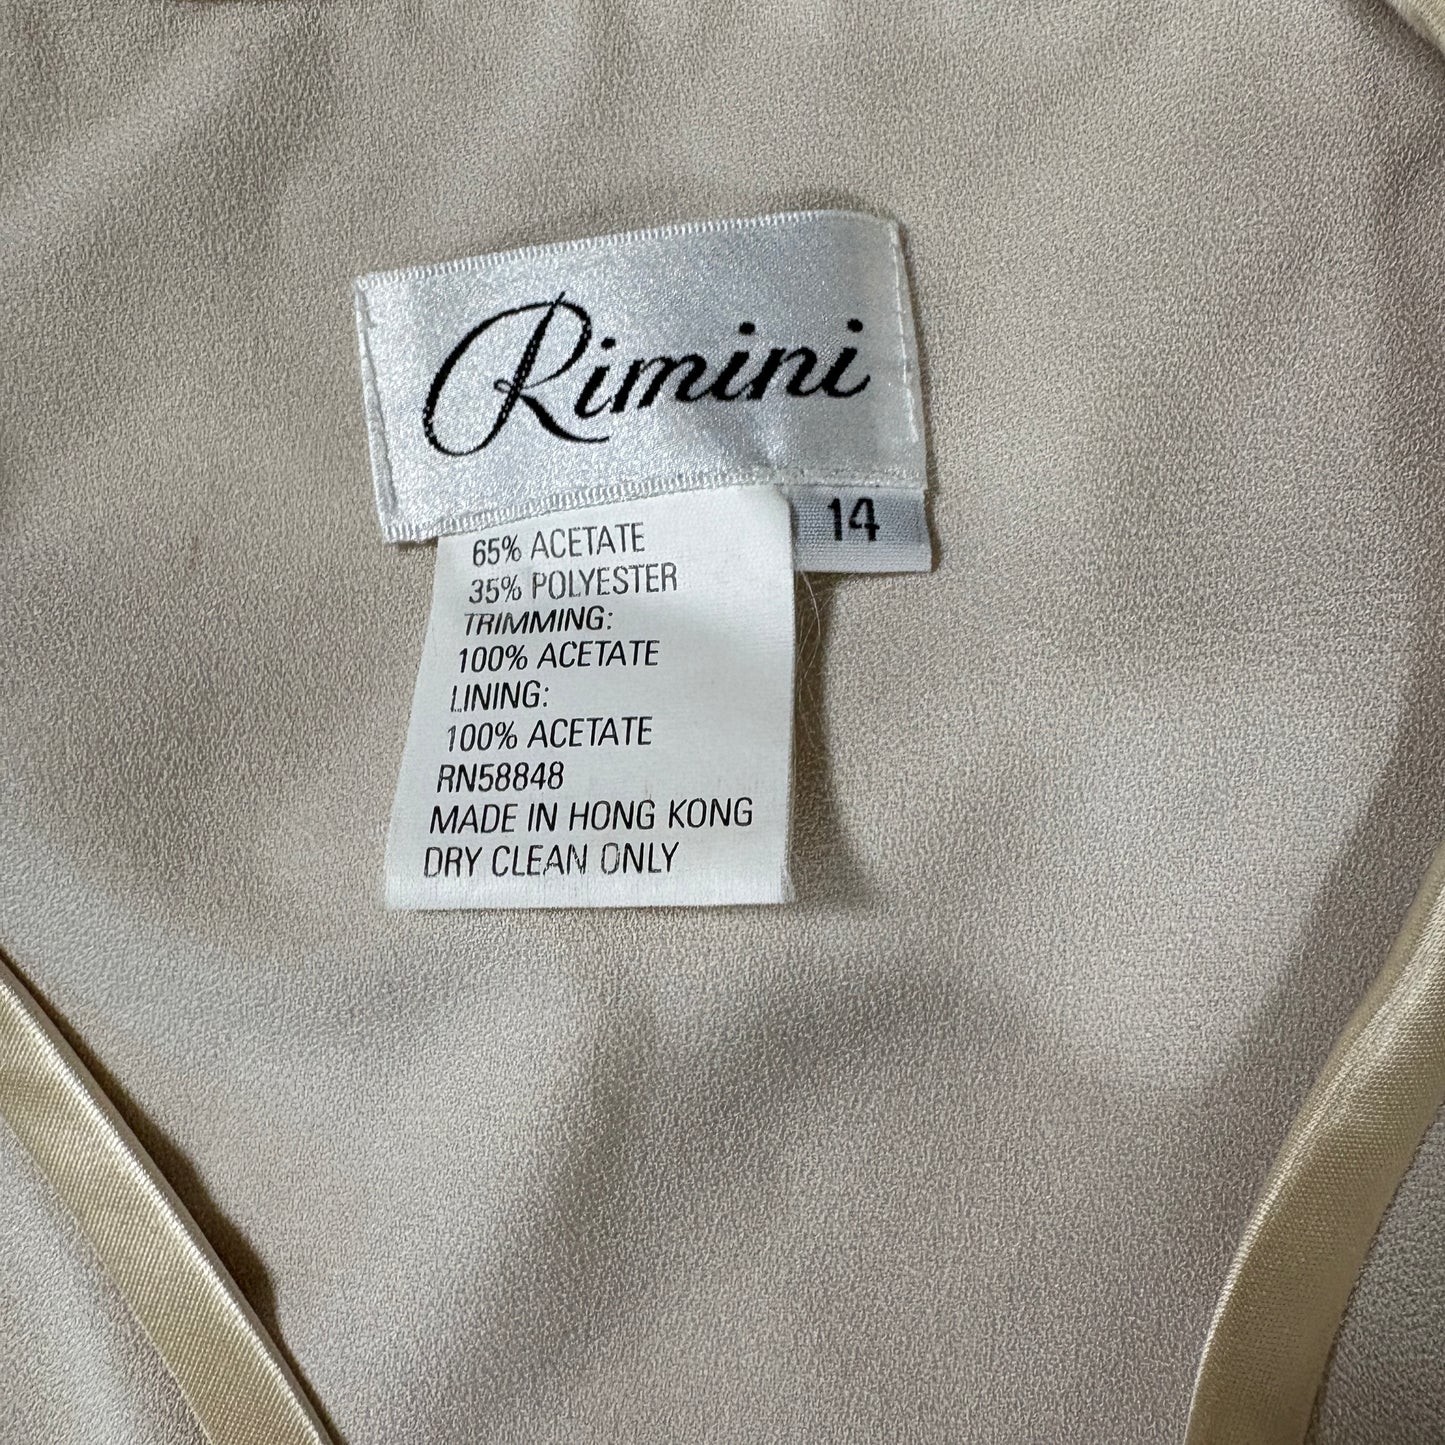 Rimini
14
65% ACETATE
35% POLYESTER
TRIMMING:
100% ACETATE
LINING:
100% ACETATE
RN58848
MADE IN HONG KONG
DRY CLEAN ONLY